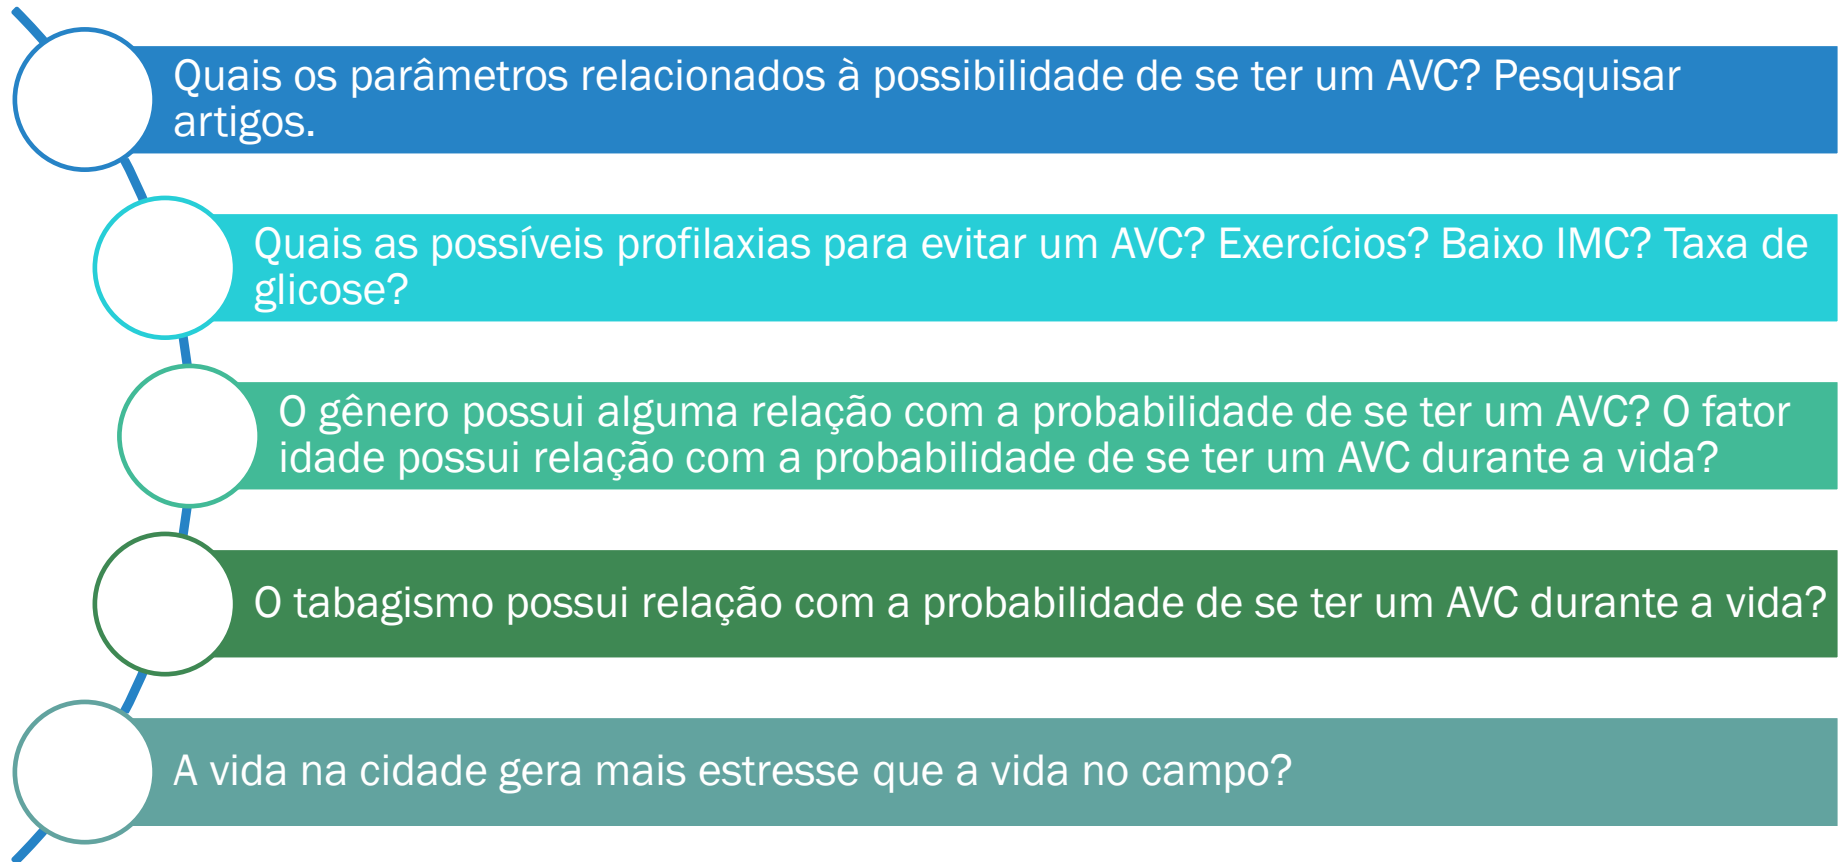 Quais os parâmetros relacionados à possibilidade de se ter um AVC? Pesquisar
artigos.
Quais as possíveis profilaxias para evitar um AVC? Exercícios? Baixo IMC? Taxa de
glicose?
O gênero possui alguma relação com a probabilidade de se ter um AVC? O fator
idade possui relação com a probabilidade de se ter um AVC durante a vida?
O tabagismo possui relação com a probabilidade de se ter um AVC durante a vida?
A vida na cidade gera mais estresse que a vida no campo?